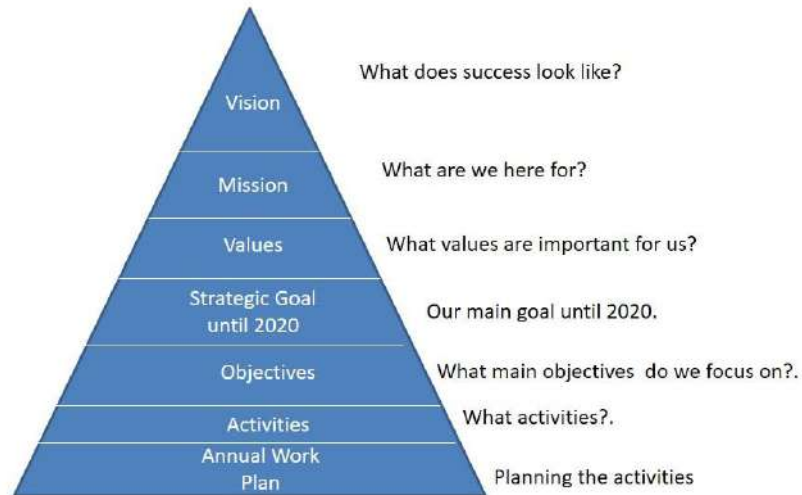 What does success look like?
Vision
What are we here for?
Mission
Values
What values are important for us?
Strategic Goal
until 2020
Our main goal until 2020.
Objectives
What main objectives do we focus on?.
Activities
What activities?.
Annual Work
Plan
Planning the activities